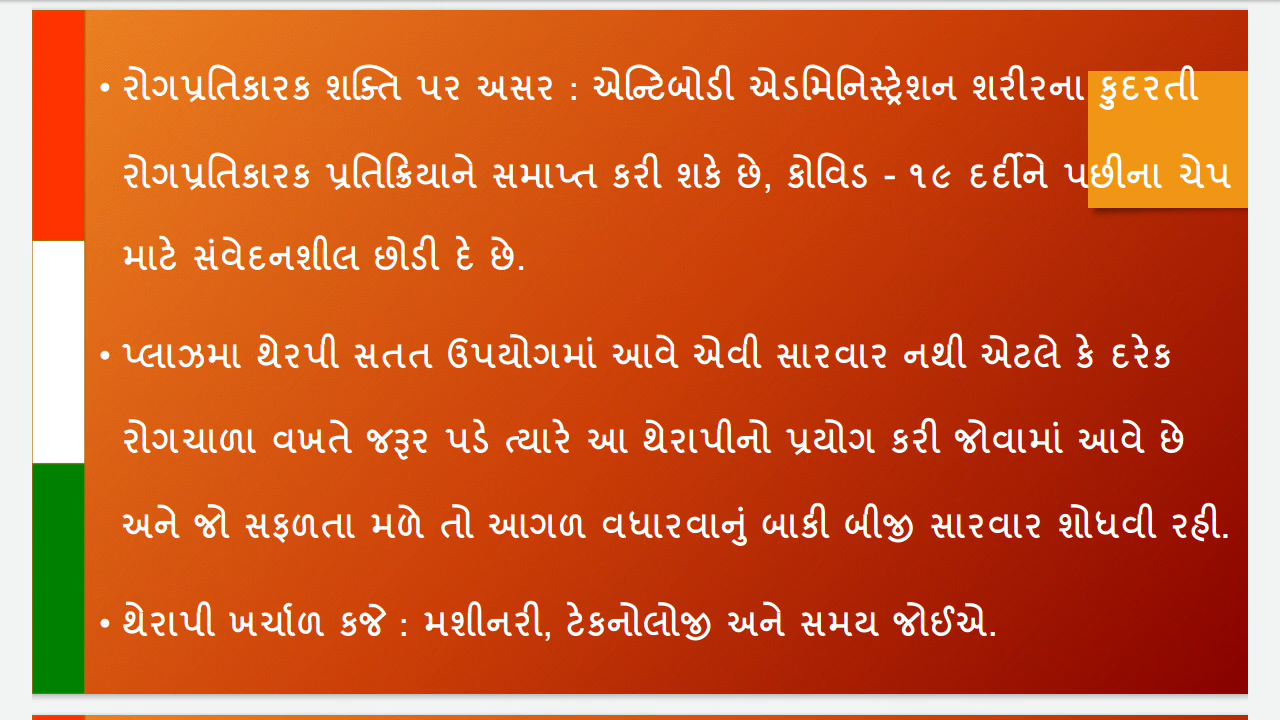 • રોગપ્રતિકારક શક્તિ પર અસર : એન્ટિબોડી એડમિનિસ્ટ્રેશન શરીરના કુદરતી
રોગપ્રતિકારક પ્રતિક્રિયાને સમાપ્ત કરી શકે છે, કોવિડ - ૧૯ દર્દીને પછીના ચેપ
માટે સંવેદનશીલ છોડી દે છે.
• પ્લાઝમા થેરપી સતત ઉપયોગમાં આવે એવી સારવાર નથી એટલે કે દરેક
રોગચાળા વખતે જરૂર પડે ત્યારે આ થેરાપીનો પ્રયોગ કરી જોવામાં આવે છે
અને જો સફળતા મળે તો આગળ વધારવાનું બાકી બીજી સારવાર શોધવી રહી.
• થેરાપી ખર્ચાળ કજે : મશીનરી, ટેકનોલોજી અને સમય જોઈએ.